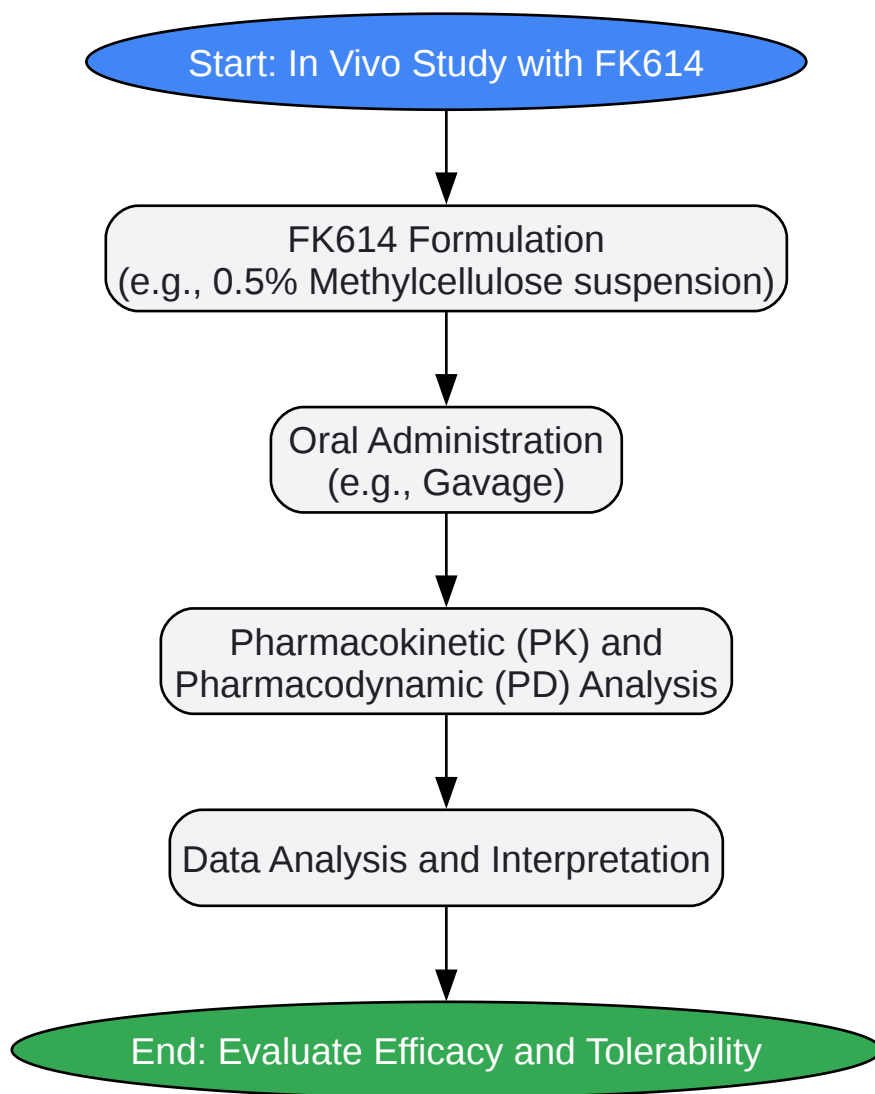 Start: In Vivo Study with FK614
FK614 Formulation
(e.g., 0.5% Methylcellulose suspension)
Oral Administration
(e.g., Gavage)
Pharmacokinetic (PK) and
Pharmacodynamic (PD) Analysis
Data Analysis and Interpretation
End: Evaluate Efficacy and Tolerability